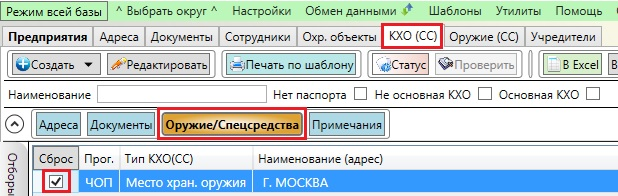 Режим всей базы ^ Выбрать округ ^ Настройки Обмен данными Шаблоны Утилиты Помощь
Предприятия Адреса Документы Сотрудники Охр. объекты КХО (СС) Оружие (СС) Учредители
Создать Редактировать Печать по шаблону Статус Проверить В Excel
Наименование Нет паспорта Не основная КХО Основная КХО
Адреса Документы Оружие/Спецсредства Примечания
Сброс Прог. Тип КХО(СС) Наименование (адрес)
ЧОП Место хран. оружия Г. МОСКВА
Отборы